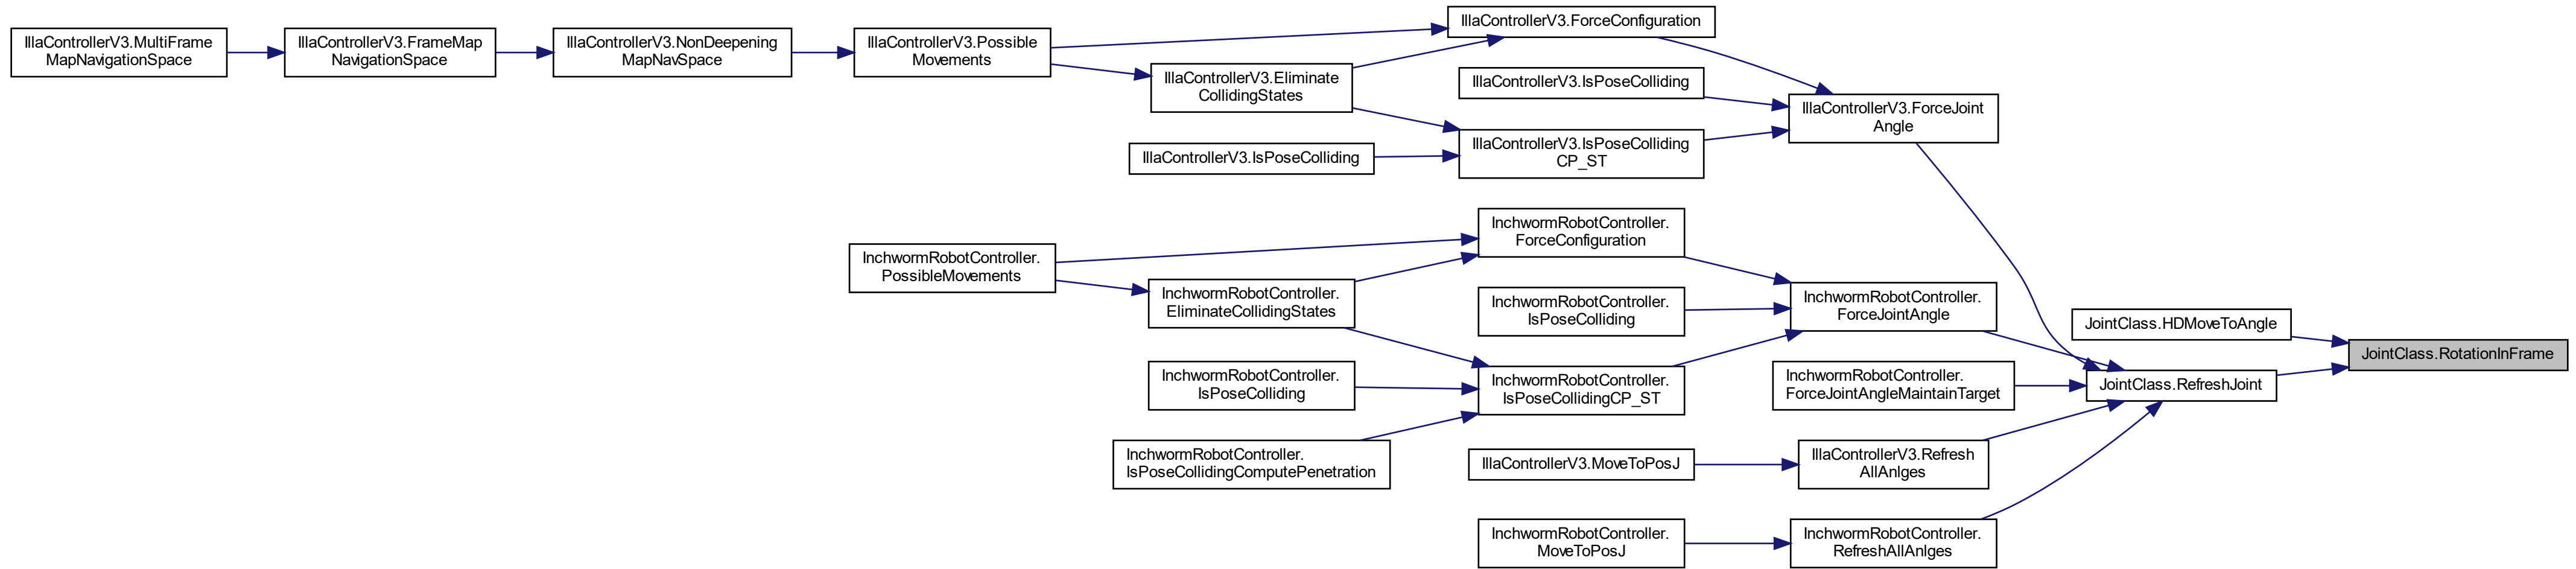 IllaControllerV3.MultiFrame
MapNavigationSpace
IllaControllerV3.FrameMap
NavigationSpace
IllaControllerV3.NonDeepening
MapNavSpace
IllaControllerV3.Possible
Movements
IllaControllerV3.ForceConfiguration
IllaControllerV3.Eliminate
CollidingStates
IllaControllerV3.IsPoseColliding
IllaControllerV3.IsPoseColliding
CP_ST
IllaControllerV3.IsPoseColliding
IllaControllerV3.ForceJoint
Angle
InchwormRobotController.
PossibleMovements
InchwormRobotController.
ForceConfiguration
InchwormRobotController.
EliminateCollidingStates
InchwormRobotController.
IsPoseColliding
InchwormRobotController.
ForceJointAngle
InchwormRobotController.
IsPoseColliding
InchwormRobotController.
IsPoseCollidingCP_ST
InchwormRobotController.
IsPoseCollidingComputePenetration
InchwormRobotController.
ForceJointAngleMaintainTarget
JointClass.HDMoveToAngle
JointClass.RefreshJoint
JointClass.RotationInFrame
IllaControllerV3.MoveToPosJ
IllaControllerV3.Refresh
AllAnlges
InchwormRobotController.
MoveToPosJ
InchwormRobotController.
RefreshAllAnlges